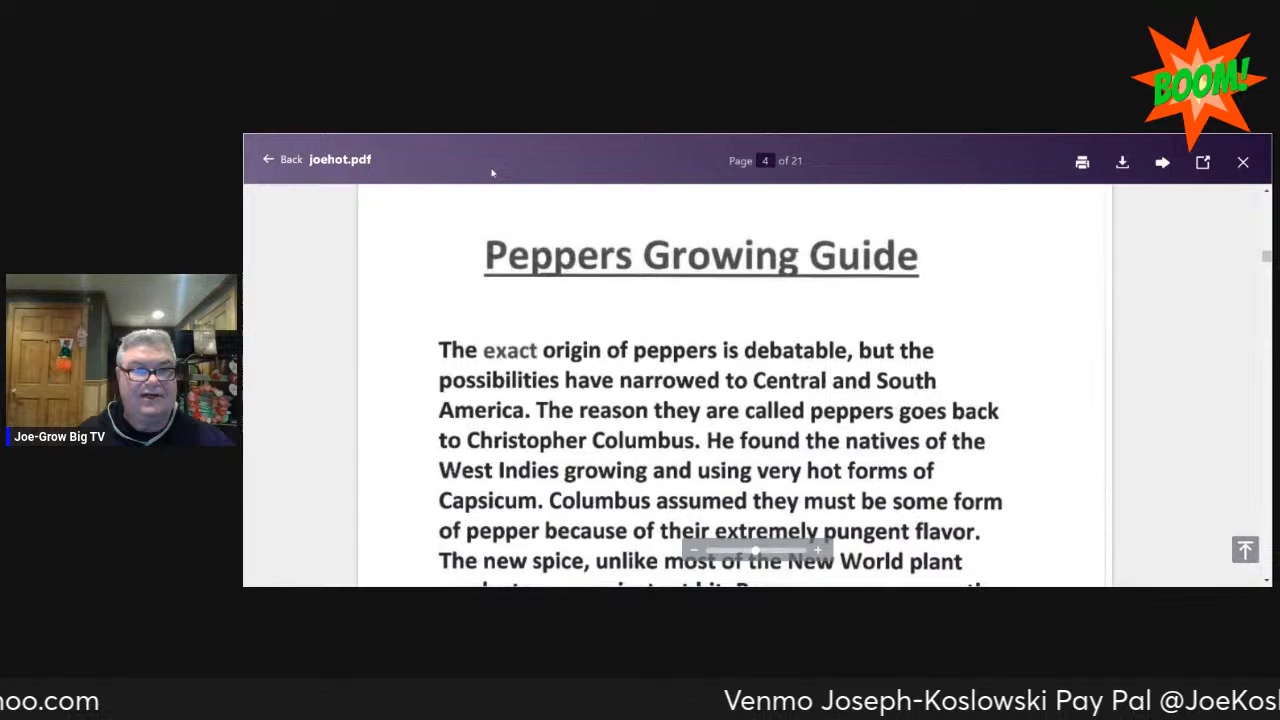 BOOM!
Back joehot.pdf
Page 4 of 21
Peppers Growing Guide
The exact origin of peppers is debatable, but the
possibilities have narrowed to Central and South
America. The reason they are called peppers goes back
to Christopher Columbus. He found the natives of the
West Indies growing and using very hot forms of
Capsicum. Columbus assumed they must be some form
of pepper because of their extremely pungent flavor.
The new spice, unlike most of the New World plant
Joe-Grow Big TV
hoo.com
Venmo Joseph-Koslowski Pay Pal @JoeKosl